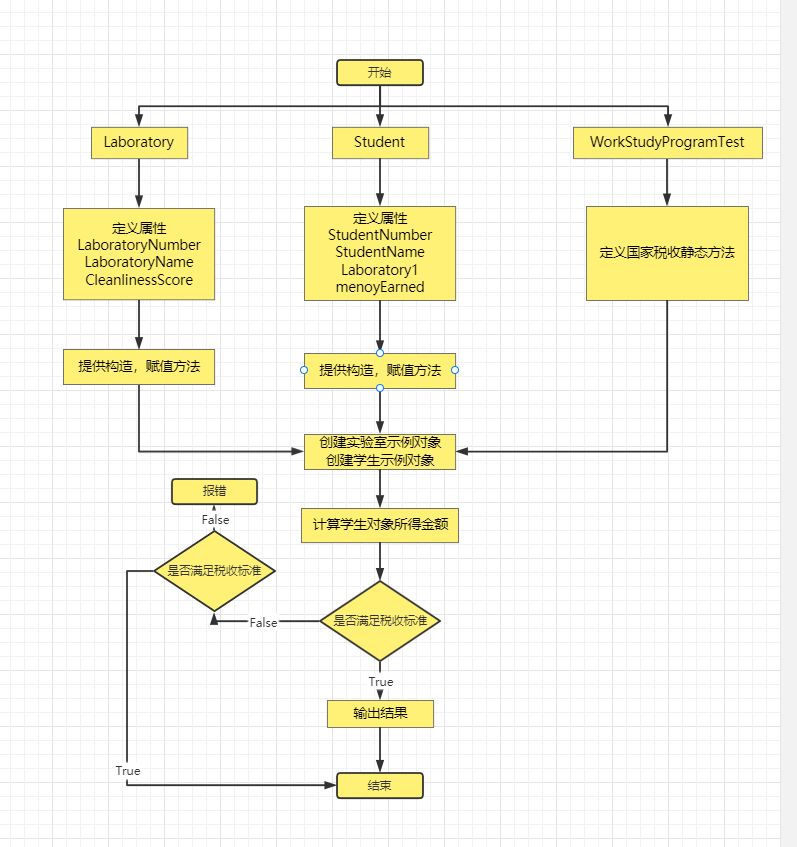 开始
Laboratory
Student
WorkStudyProgramTest
定义属性
LaboratoryNumber
LaboratoryName
CleanlinessScore
定义属性
StudentNumber
StudentName
Laboratory1
menoyEarned
定义国家税收静态方法
提供构造，赋值方法
提供构造，赋值方法
创建实验室示例对象
创建学生示例对象
报错
False
计算学生对象所得金额
是否满足税收标准
False
是否满足税收标准
True
输出结果
True
结束